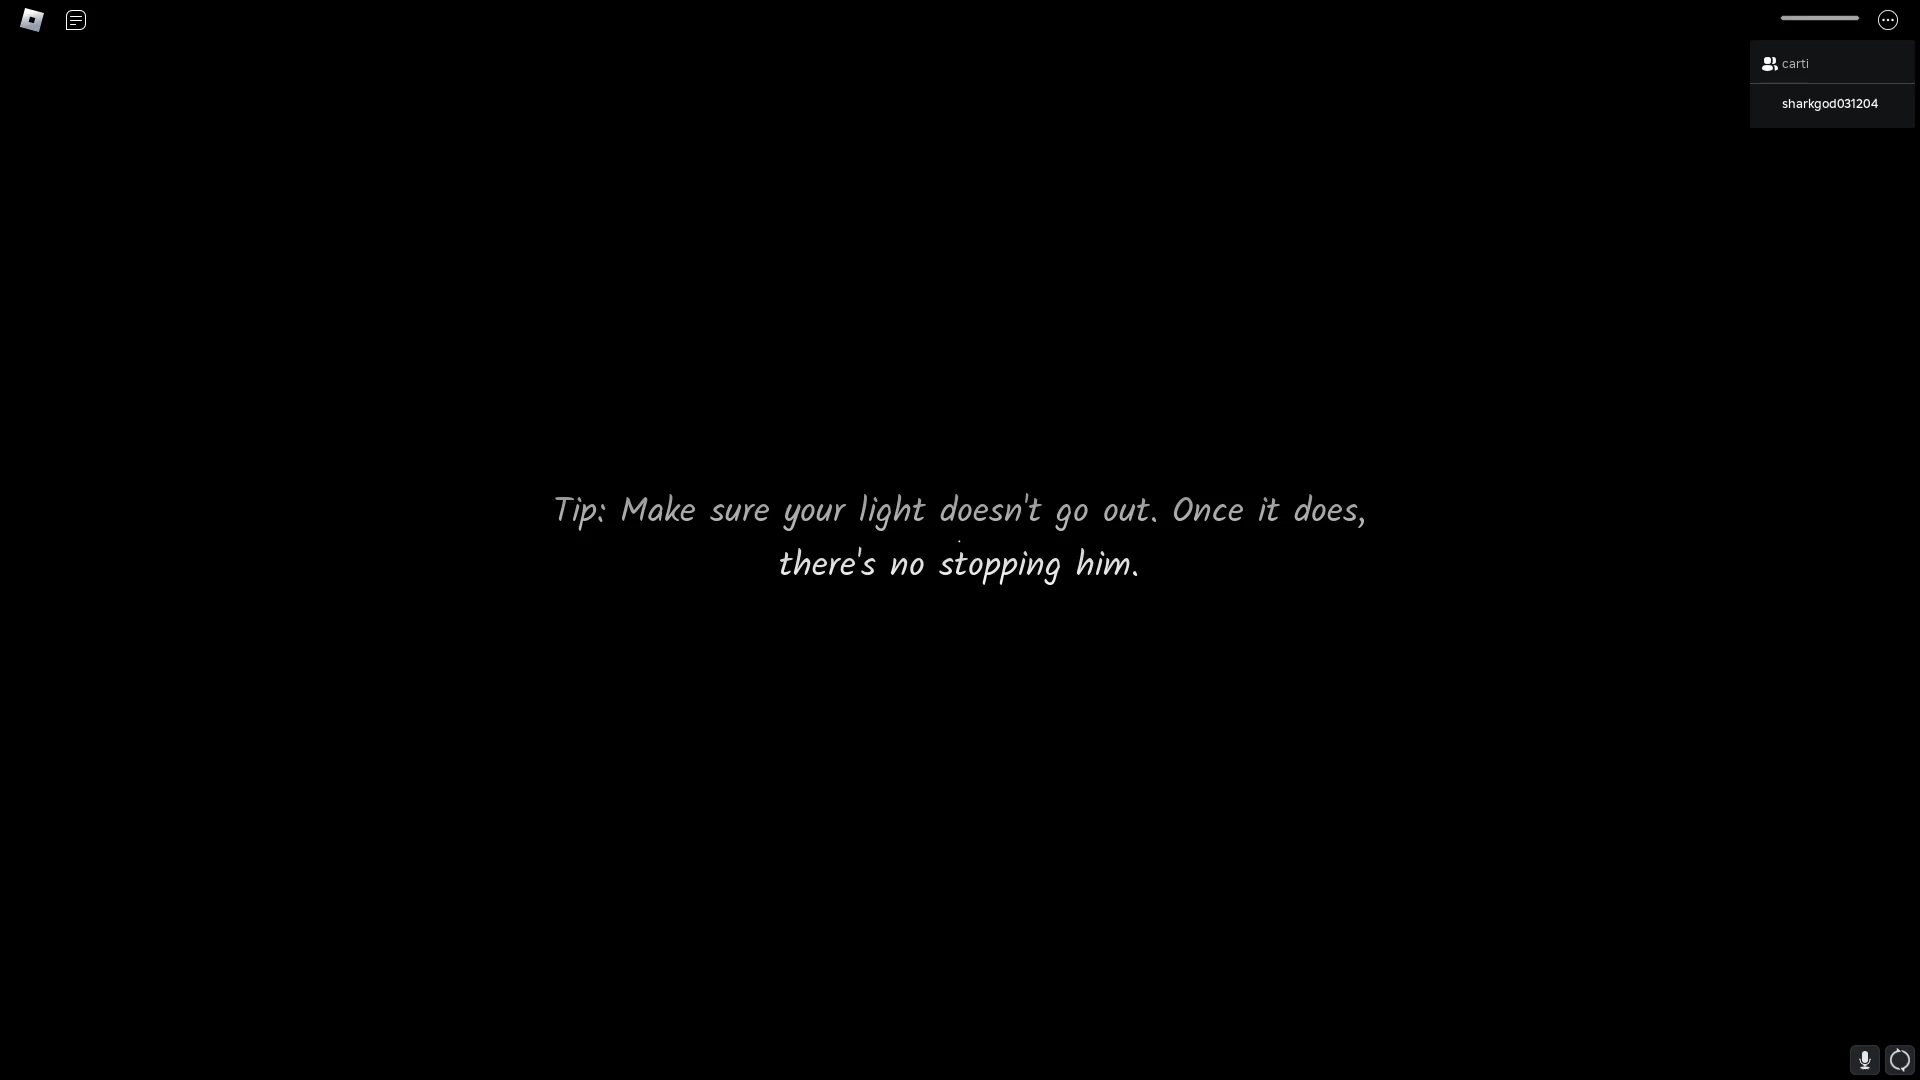 carti
sharkgod031204
Tip: Make sure your light doesn't go out. Once it does,
there's no stopping him.